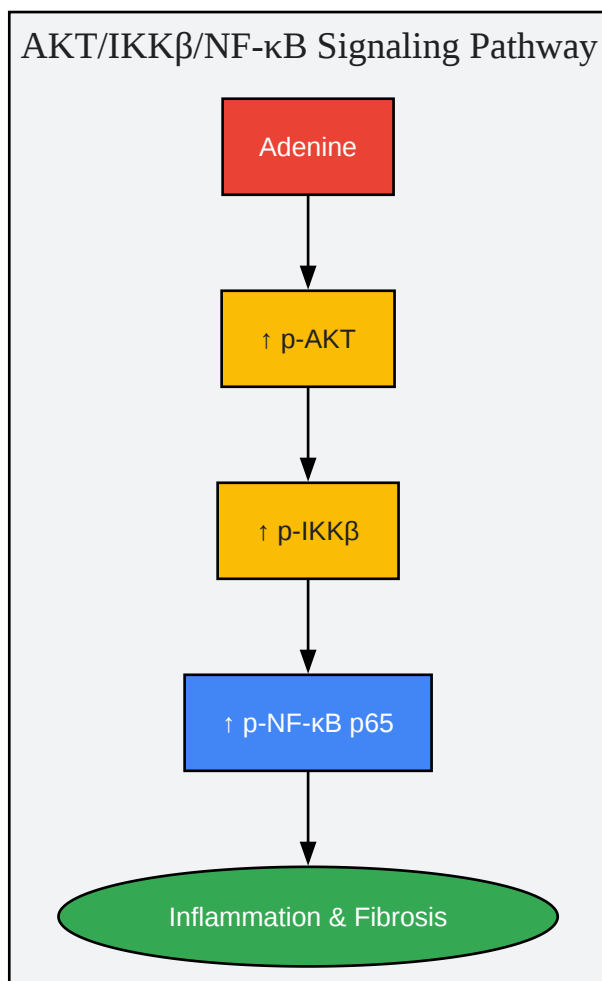 AKT/IKKβ/NF-κB Signaling Pathway
Adenine
↑ p-AKT
↑ p-IKKβ
↑ p-NF-κB p65
Inflammation & Fibrosis